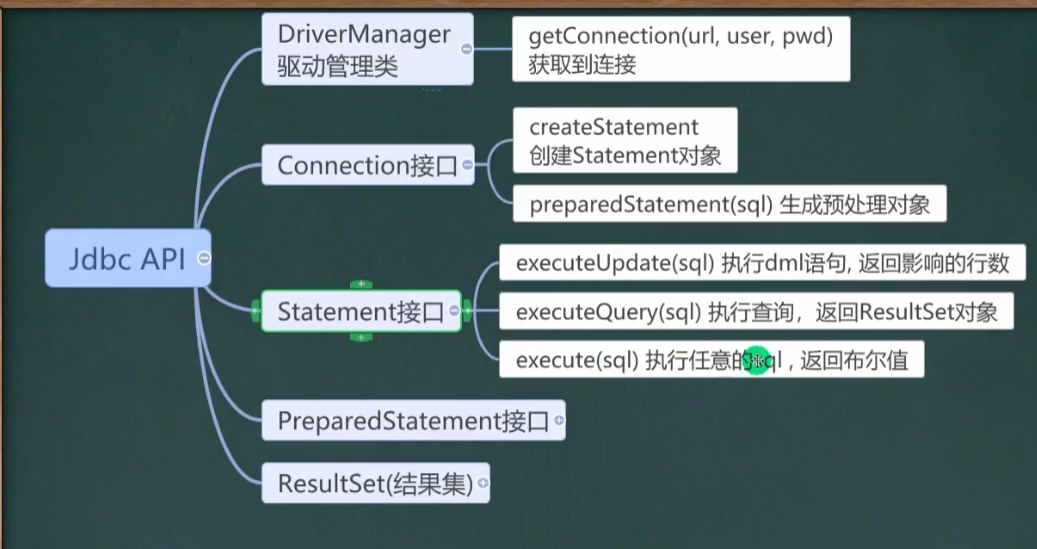 DriverManager
驱动管理类
getConnection(url, user, pwd)
获取到连接
Connection接口
createStatement
创建Statement对象
preparedStatement(sql) 生成预处理对象
Jdbc API
Statement接口
executeUpdate(sql) 执行dml语句, 返回影响的行数
executeQuery(sql) 执行查询，返回ResultSet对象
execute(sql) 执行任意的sql , 返回布尔值
PreparedStatement接口
ResultSet(结果集)